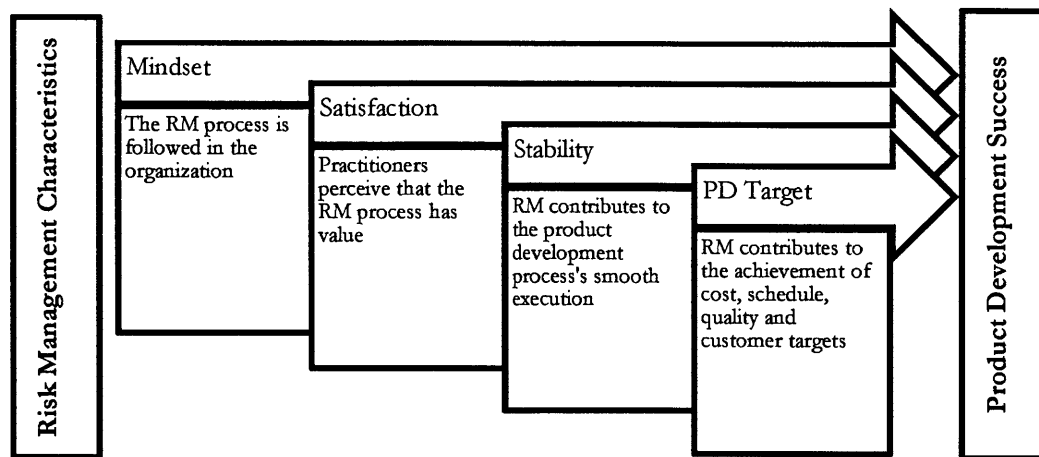 Risk Management Characteristics
Mindset
The RM process is
followed in the
organization
Satisfaction
Practitioners
perceive that the
RM process has
value
Stability
RM contributes to
the product
development
process's smooth
execution
PD Target
RM contributes to
the achievement of
cost, schedule,
quality and
customer targets
Product Development Success